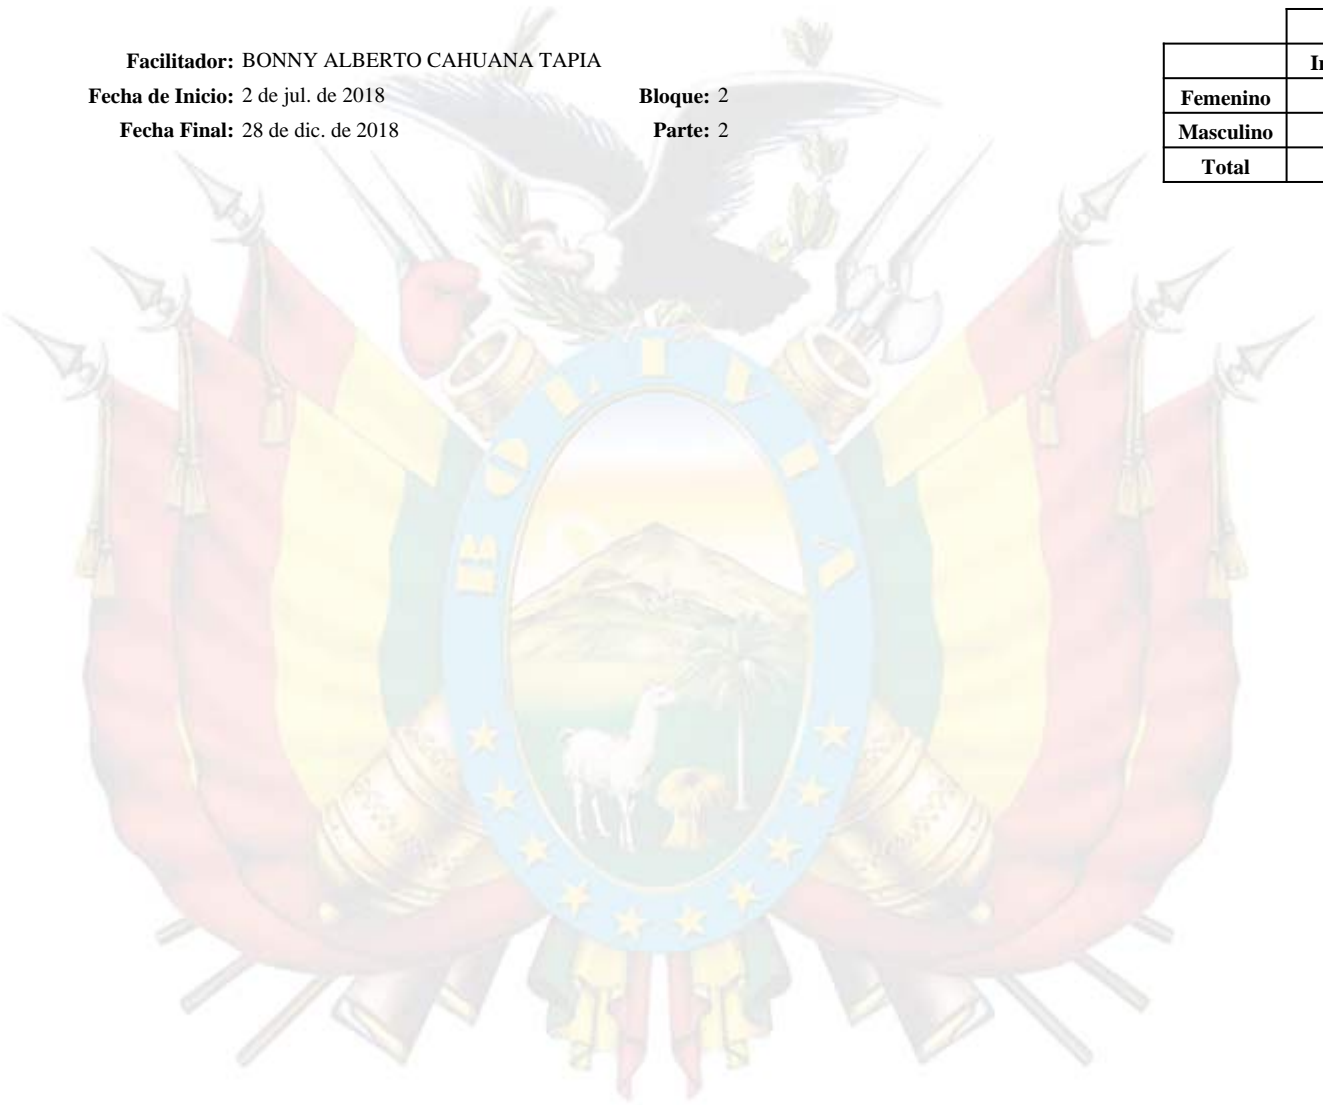 Facilitador: BONNY ALBERTO CAHUANA TAPIA
Fecha de Inicio: 2 de jul. de 2018 Bloque: 2
Fecha Final: 28 de dic. de 2018 Parte: 2
Femenino
Masculino
Total
BOLIVIA